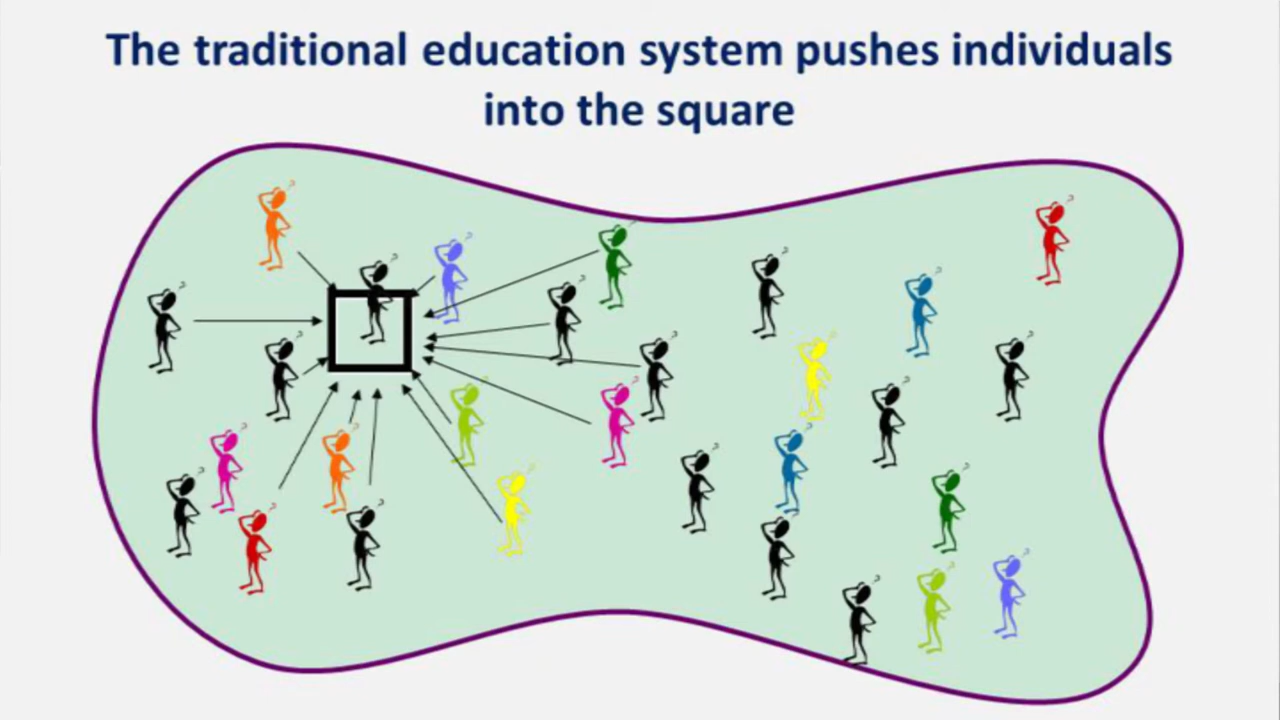 The traditional education system pushes individuals
into the square